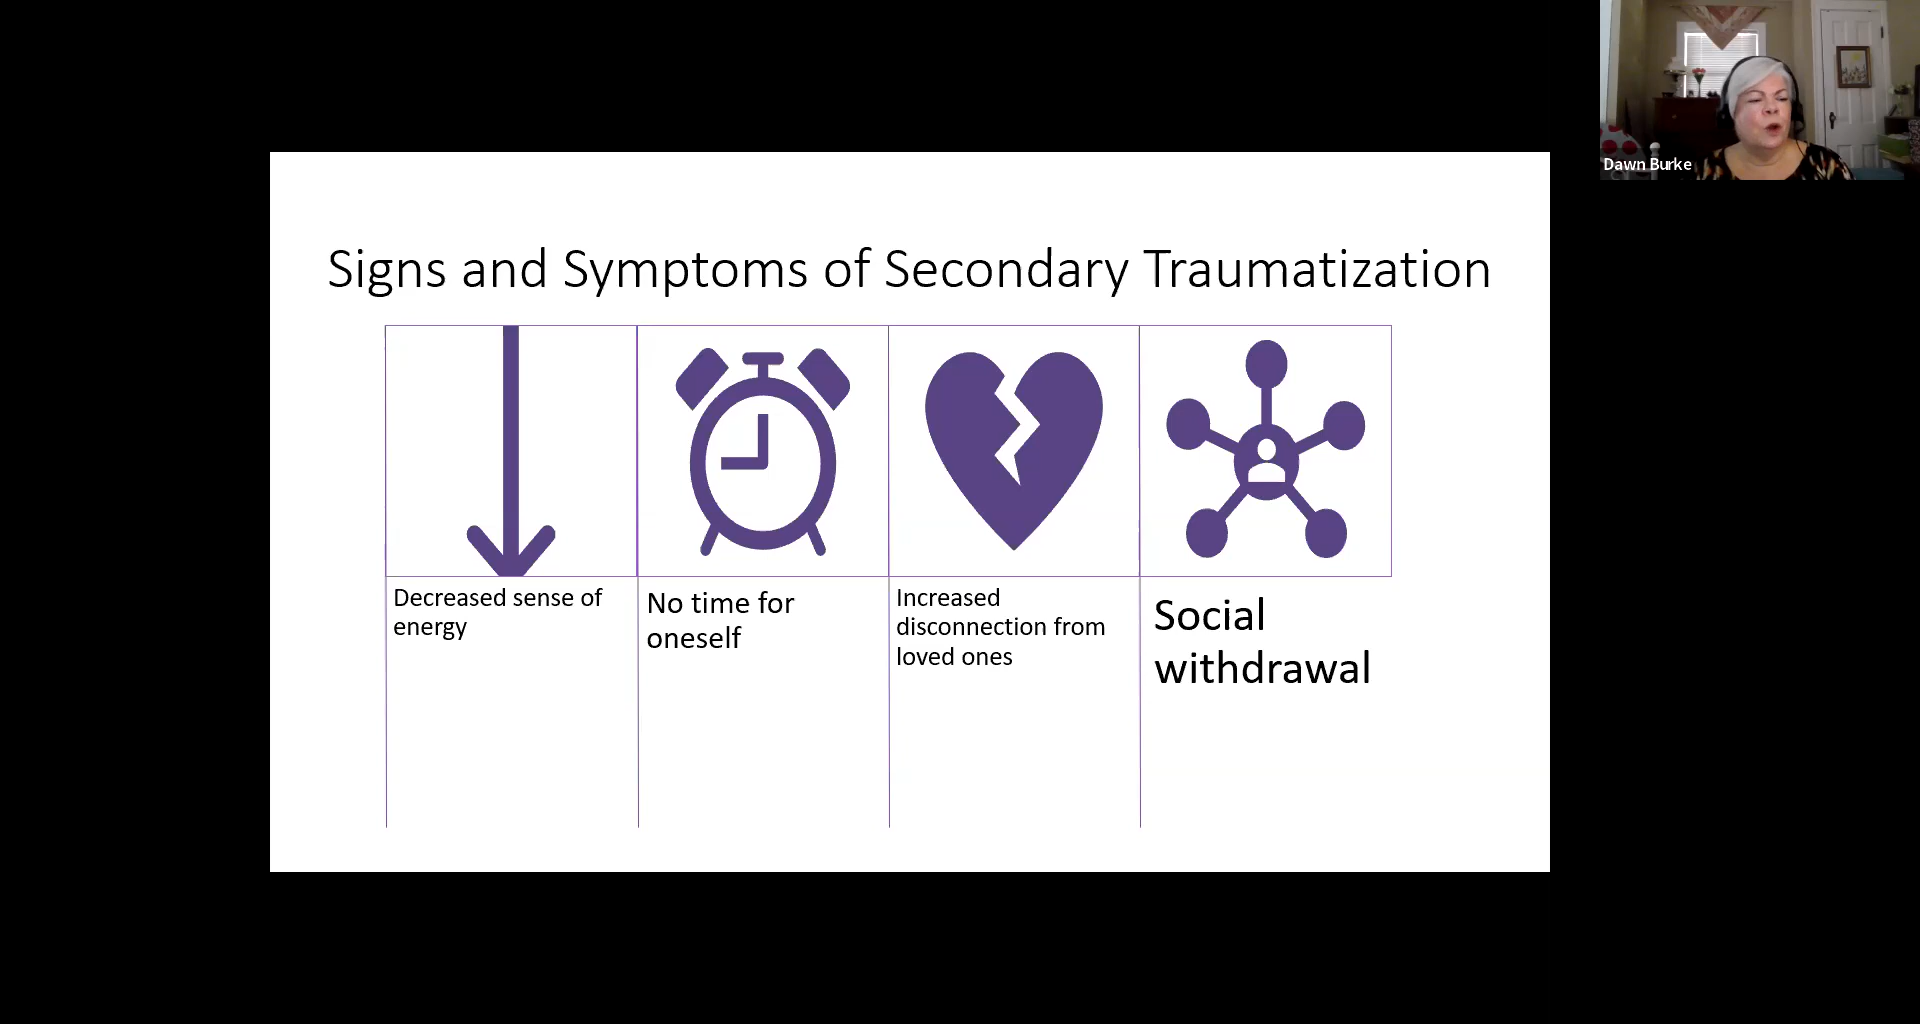 Dawn Burke
Signs and Symptoms of Secondary Traumatization
Decreased sense of
energy
No time for
oneself
Increased
disconnection from
loved ones
Social
withdrawal